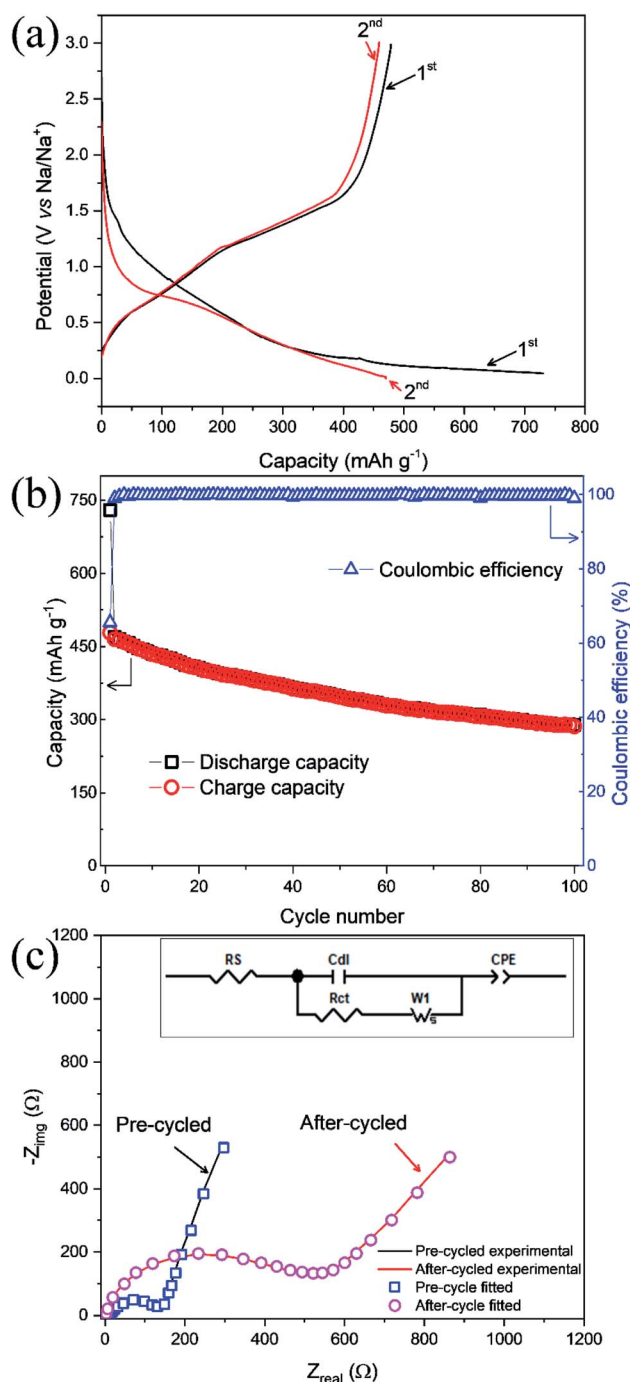 (a)
3.0
2.5
2.0
1.5
1.0
0.5
0.0
Potential (V vs Na/Na⁺)
2ⁿᵈ
1ˢᵗ
1ˢᵗ
2ⁿᵈ
0 100 200 300 400 500 600 700 800
Capacity (mAh g⁻¹)
(b)
750
600
450
300
150
0
Capacity (mAh g⁻¹)
Coulombic efficiency
Discharge capacity
Charge capacity
100
80
60
40
20
0
Coulombic efficiency (%)
0 20 40 60 80 100
Cycle number
(c)
1200
1000
800
600
400
200
0
-Z_img (Ω)
RS Cdl CPE
Rct W1
s
Pre-cycled
After-cycled
Pre-cycled experimental
After-cycled experimental
Pre-cycle fitted
After-cycle fitted
0 200 400 600 800 1000 1200
Z_real (Ω)